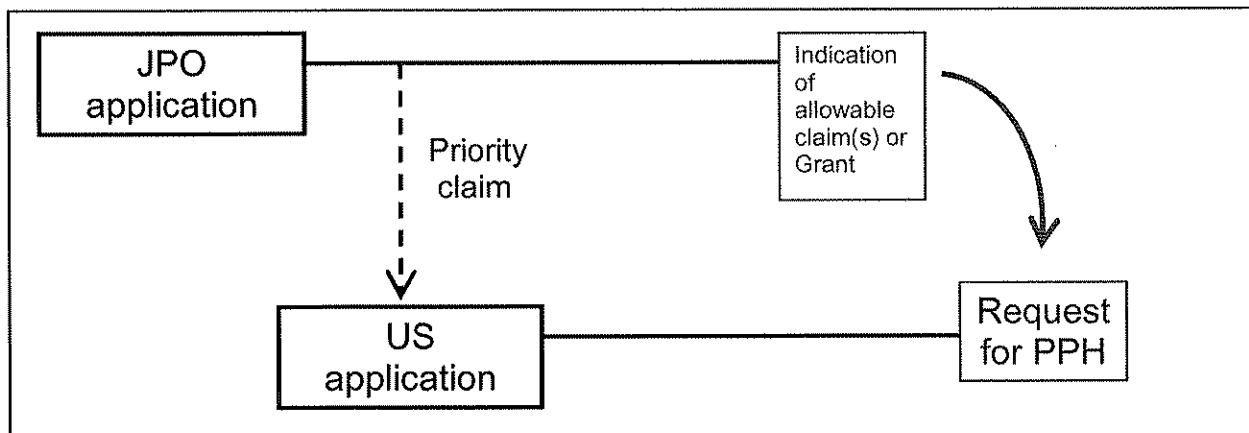 JPO
application
Indication
of
allowable
claim(s) or
Grant
Priority
claim
US
application
Request
for PPH